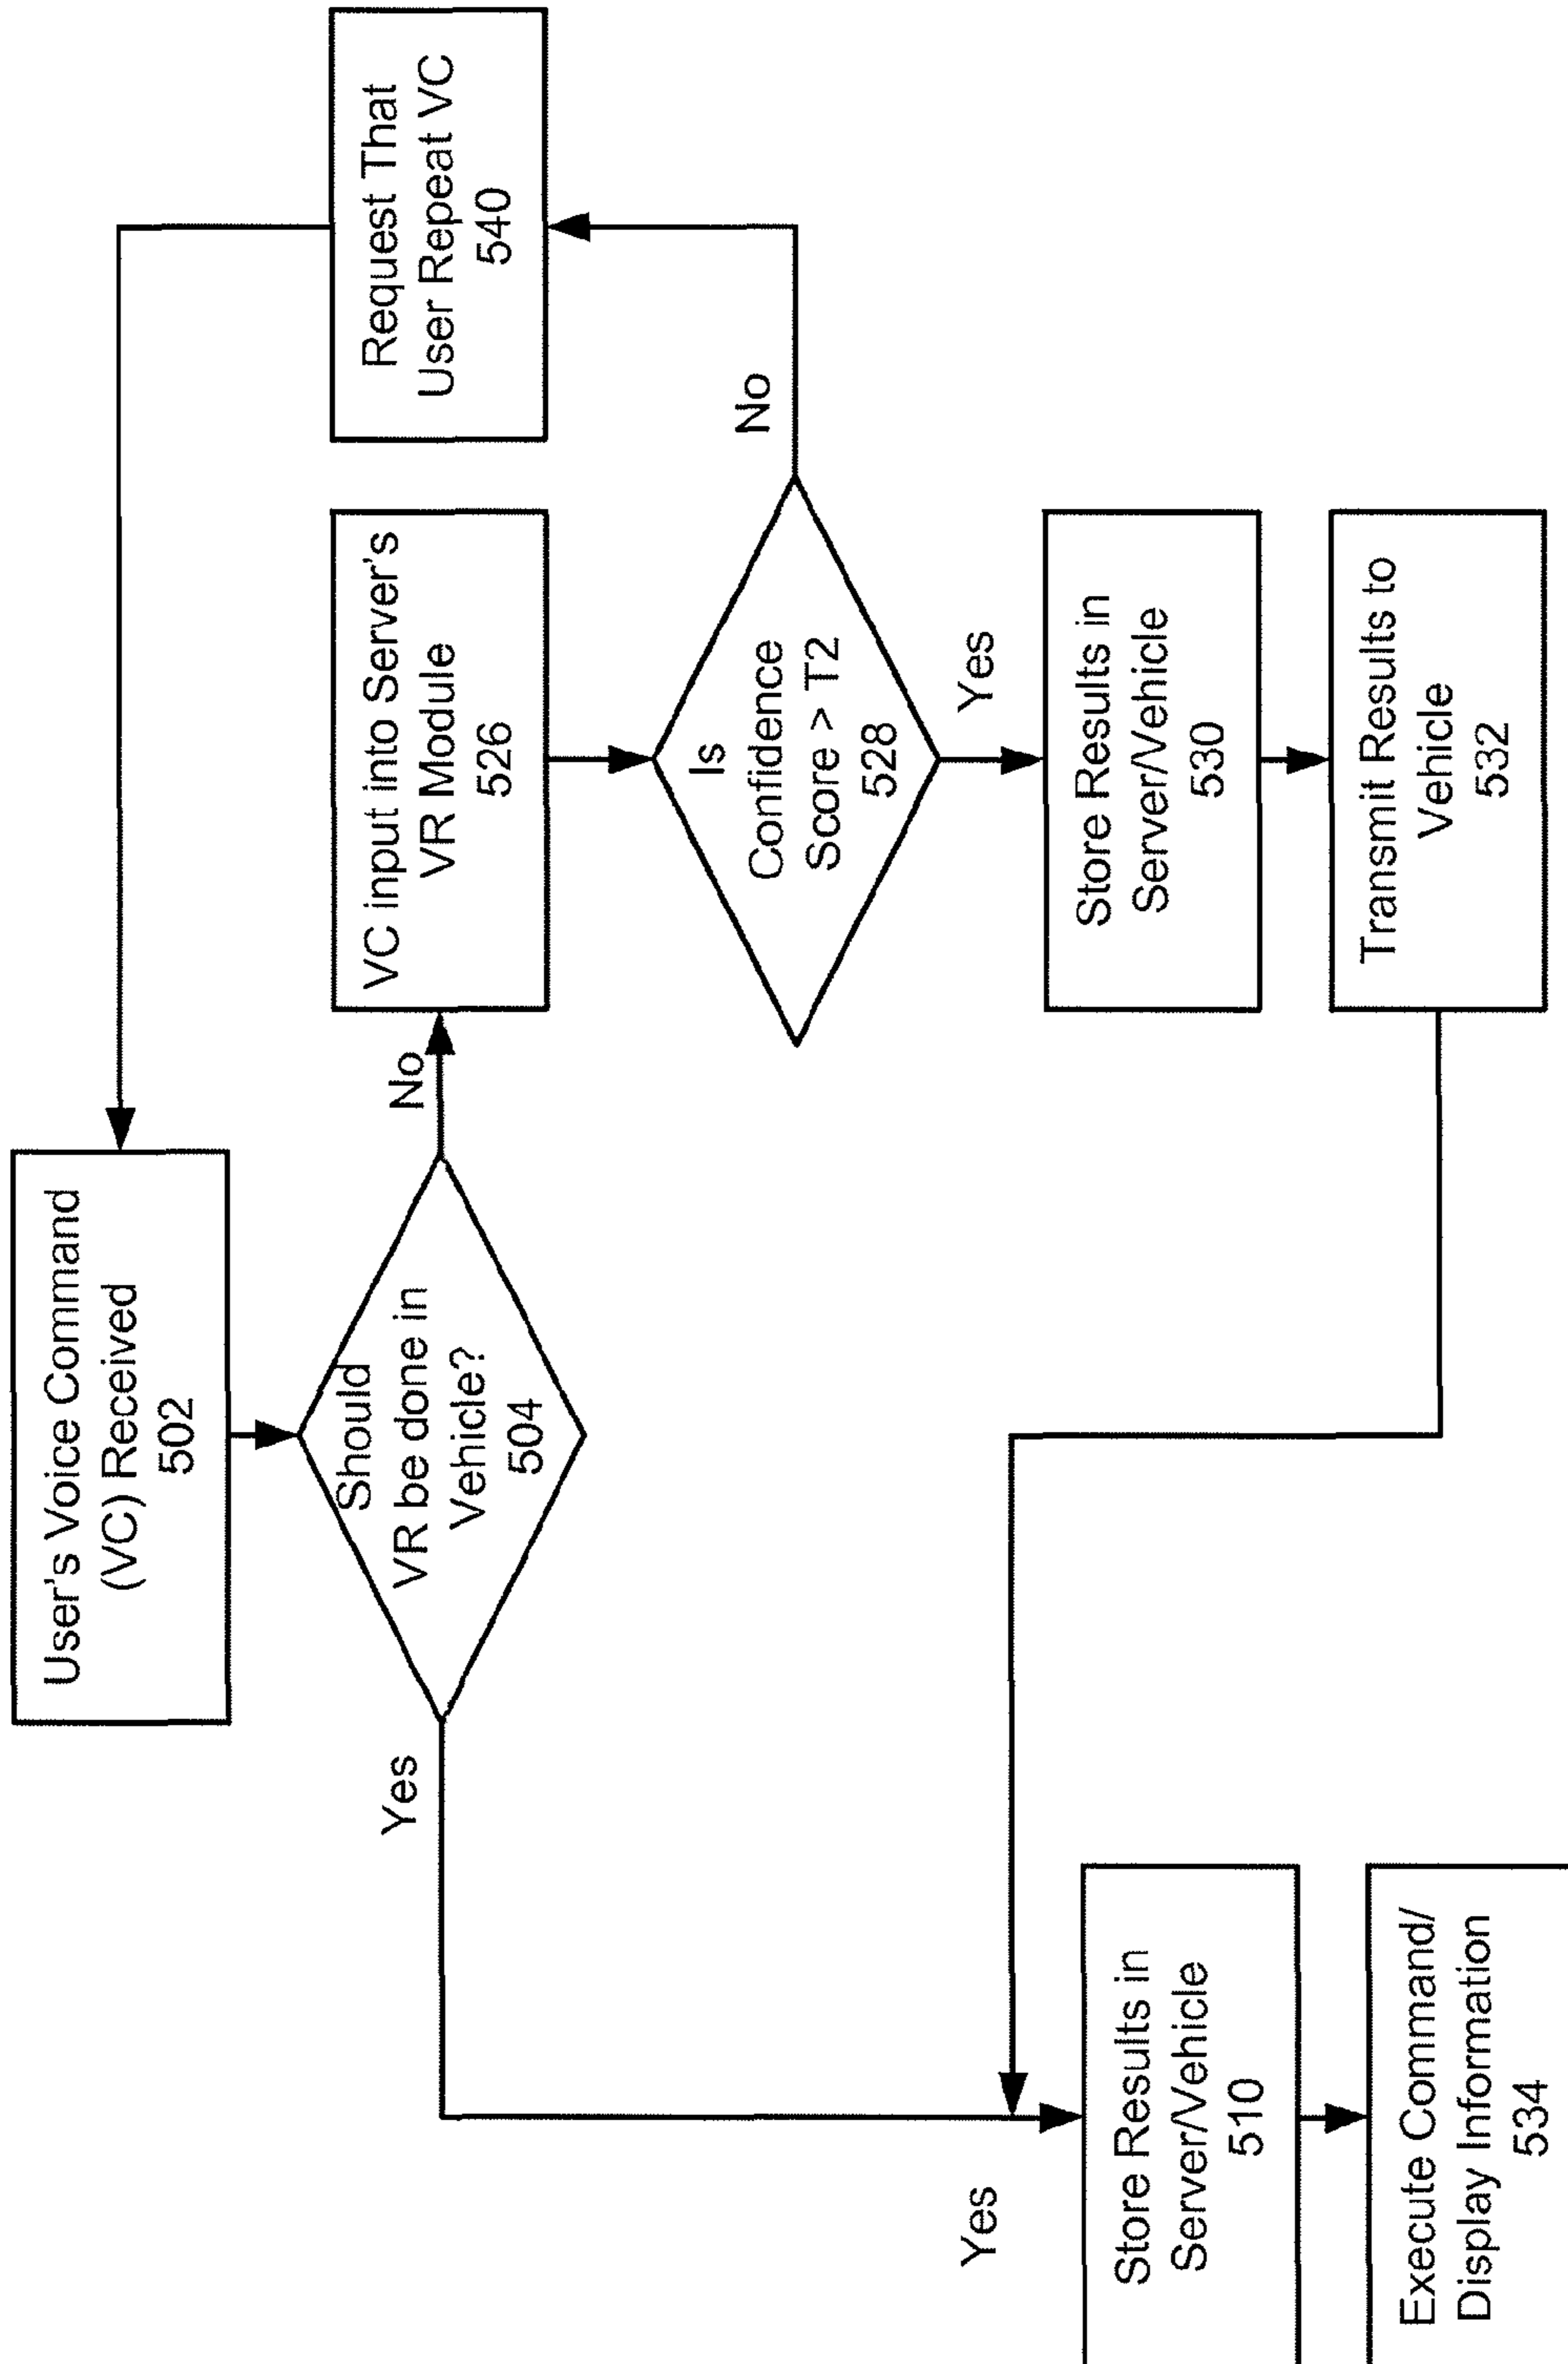 User's Voice Command
(VC) Received
502
Should
VR be done in
Vehicle?
504
Yes
No
VC input into Server's
VR Module
526
Request That
User Repeat VC
540
Is
Confidence
Score > T2
528
No
Yes
Store Results in
Server/Vehicle
530
Transmit Results to
Vehicle
532
Yes
Store Results in
Server/Vehicle
510
Execute Command/
Display Information
534